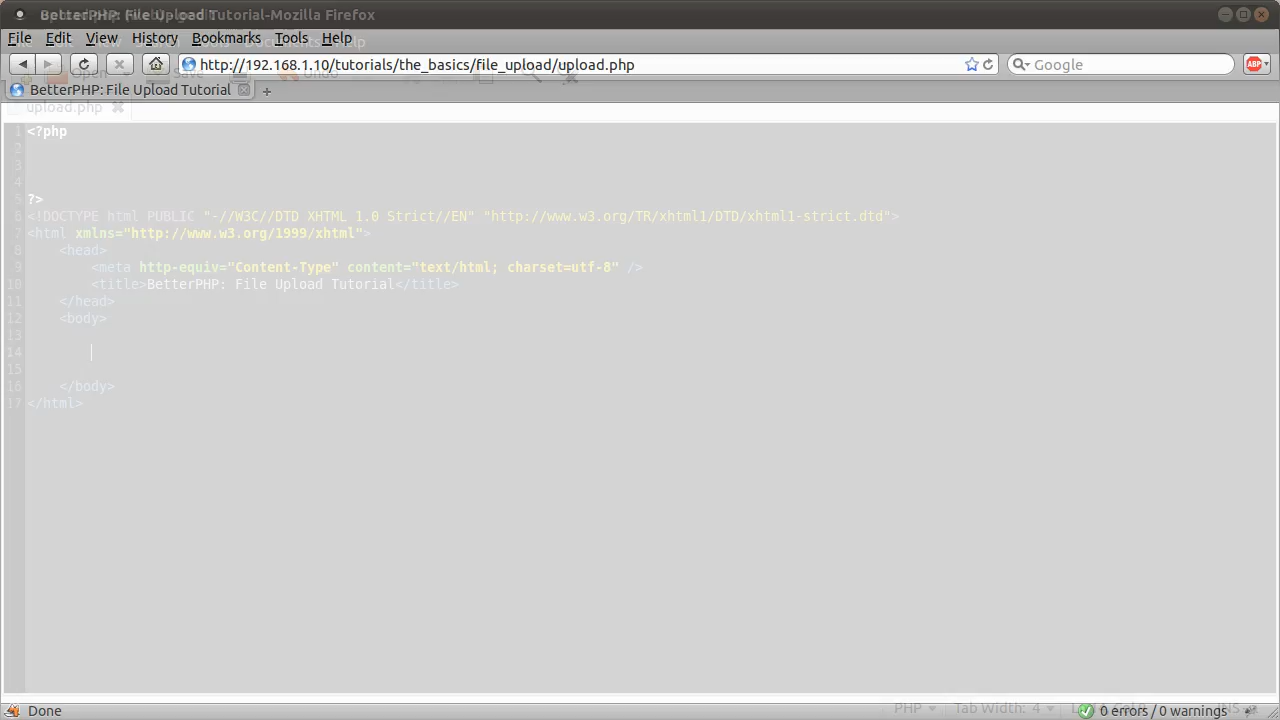 BetterPHP: File Upload Tutorial-Mozilla Firefox
File Edit View History Bookmarks Tools Help
http://192.168.1.10/tutorials/the_basics/file_upload/upload.php
Google
ABP
Open Save Undo
BetterPHP: File Upload Tutorial
upload.php
1 <?php
2
3
4
5 ?>
6 <!DOCTYPE html PUBLIC "-//W3C//DTD XHTML 1.0 Strict//EN" "http://www.w3.org/TR/xhtml1/DTD/xhtml1-strict.dtd">
7 <html xmlns="http://www.w3.org/1999/xhtml">
8 <head>
9 <meta http-equiv="Content-Type" content="text/html; charset=utf-8" />
10 <title>BetterPHP: File Upload Tutorial</title>
11 </head>
12 <body>
13
14
15
16 </body>
17 </html>
PHP Tab Width: 4
Done 0 errors / 0 warnings